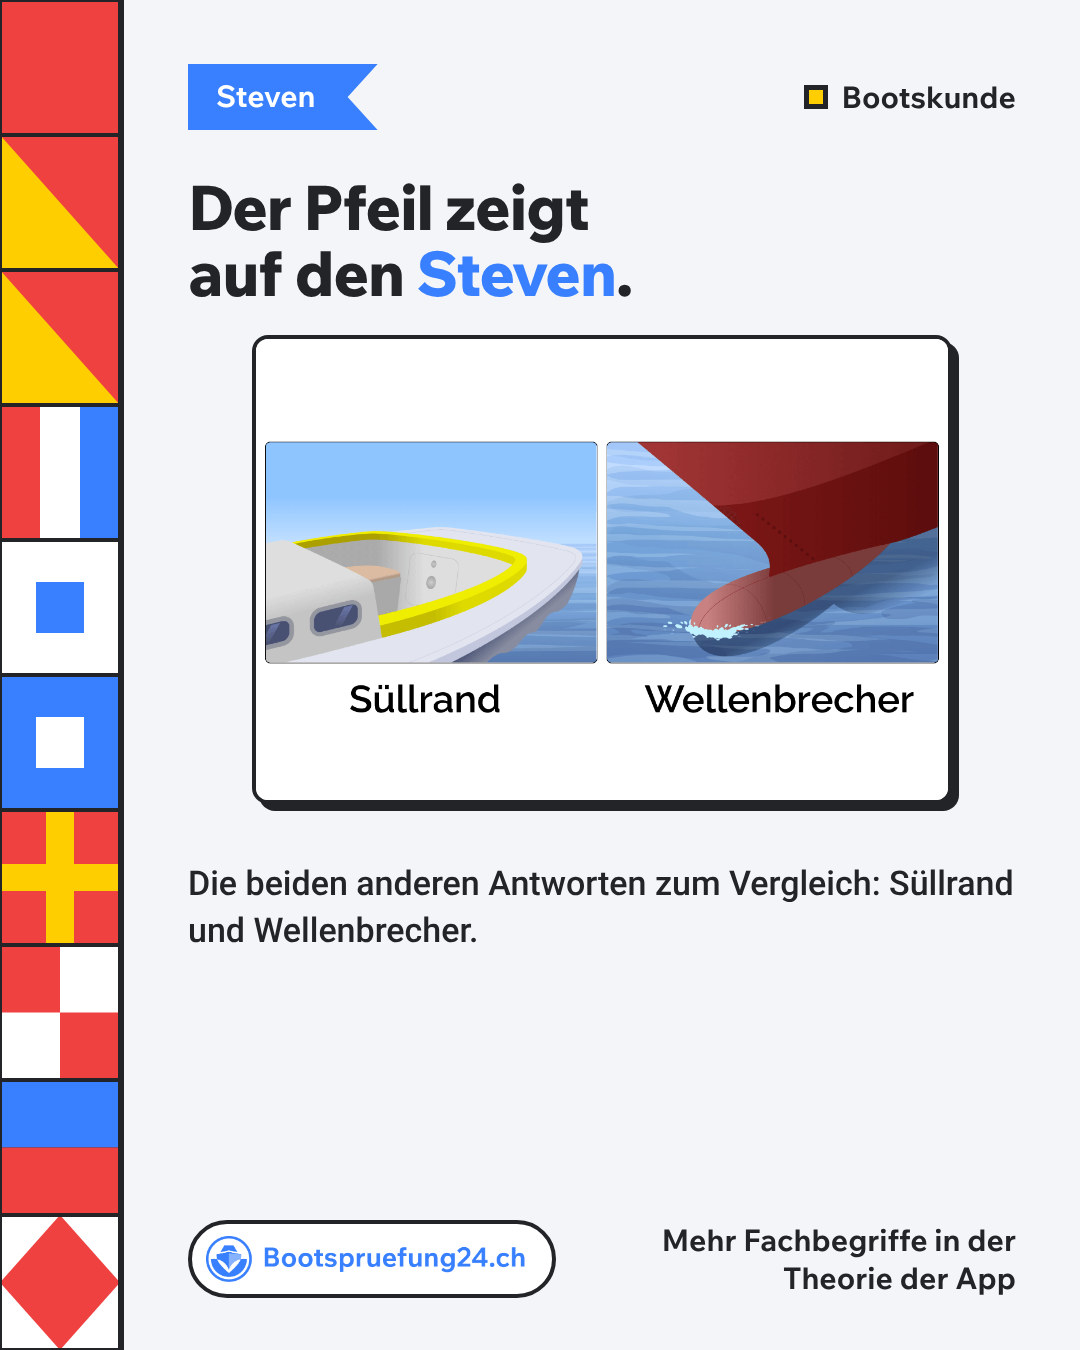 Steven
Bootskunde
Der Pfeil zeigt
auf den Steven.
Süllrand
Wellenbrecher
Die beiden anderen Antworten zum Vergleich: Süllrand
und Wellenbrecher.
Bootspruefung24.ch
Mehr Fachbegriffe in der
Theorie der App